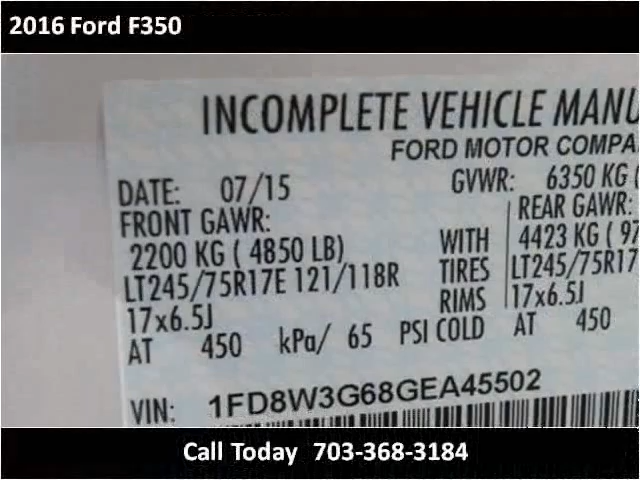 2016 Ford F350
INCOMPLETE VEHICLE MANU
FORD MOTOR COMPA
DATE: 07/15 GVWR: 6350 KG (
FRONT GAWR: REAR GAWR:
2200 KG ( 4850 LB) WITH 4423 KG ( 97
LT245/75R17E 121/118R TIRES LT245/75R17
17x6.5J RIMS 17x6.5J
AT 450 kPa/ 65 PSI COLD AT 450
VIN: 1FD8W3G68GEA45502
Call Today 703-368-3184